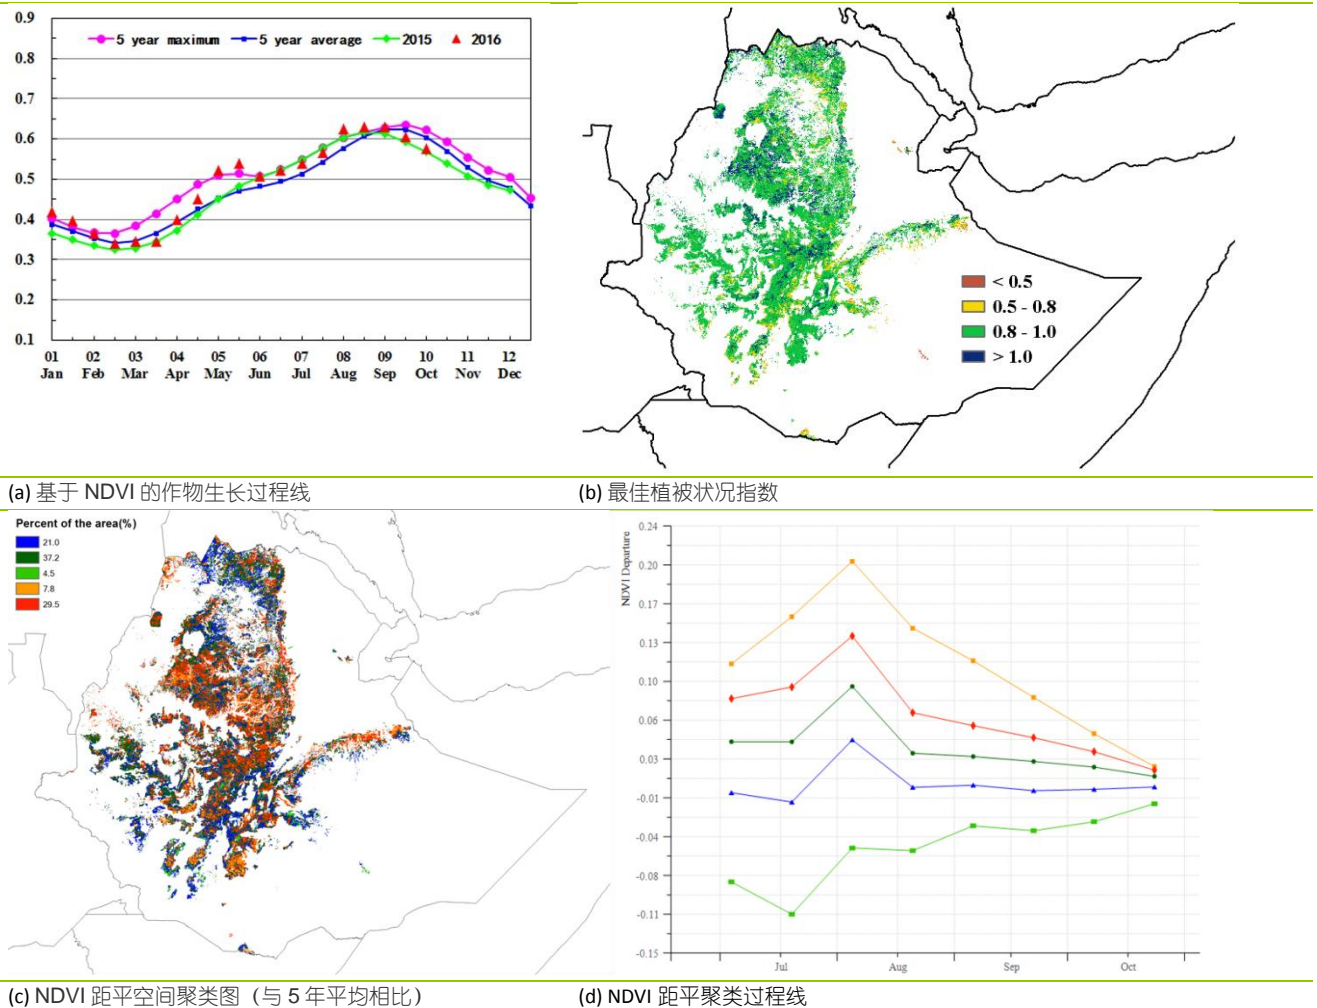 0.9
5 year maximum 5 year average 2015 2016
0.8
0.7
0.6
0.5
0.4
0.3
0.2
0.1
01 02 03 04 05 06 07 08 09 10 11 12
Jan Feb Mar Apr May Jun Jul Aug Sep Oct Nov Dec
< 0.5
0.5 - 0.8
0.8 - 1.0
> 1.0
(a) 基于 NDVI 的作物生长过程线
(b) 最佳植被状况指数
Percent of the area(%)
21.0
37.2
4.5
7.8
29.5
NDVI Departure
0.24
0.20
0.17
0.13
0.10
0.06
0.03
-0.01
-0.04
-0.08
-0.11
-0.15
Jul Aug Sep Oct
(c) NDVI 距平空间聚类图（与 5 年平均相比）
(d) NDVI 距平聚类过程线